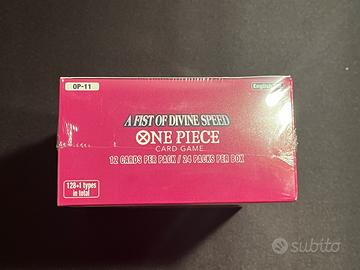 OP-11
A FIST OF DIVINE SPEED
ONE PIECE
CARD GAME
12 CARDS PER PACK / 24 PACKS PER BOX
128+1 types
in total
English
subito